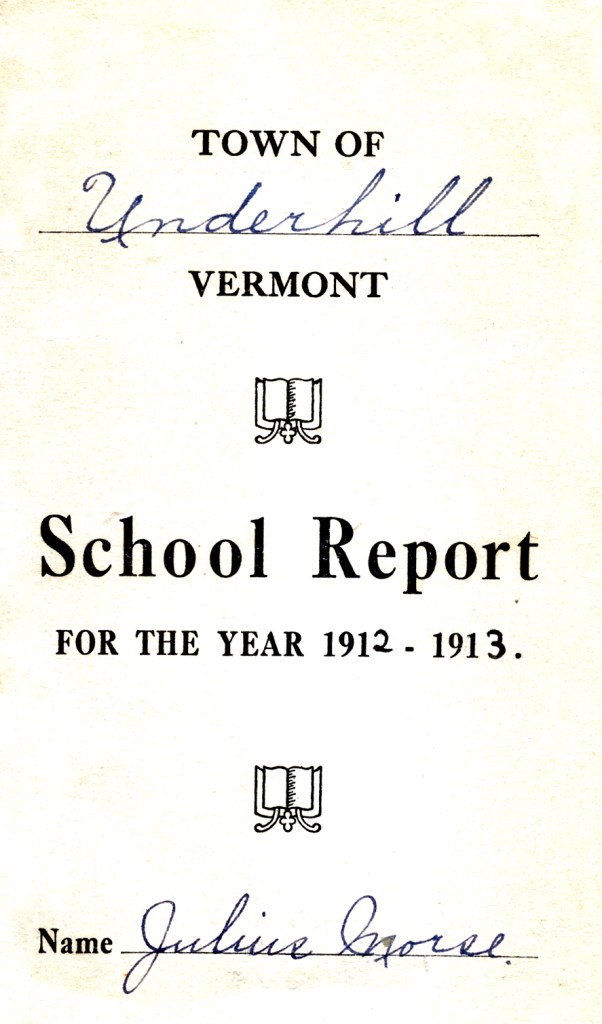 TOWN OF
Underhill
VERMONT
School Report
FOR THE YEAR 1912 - 1913.
Name Julius Morse.